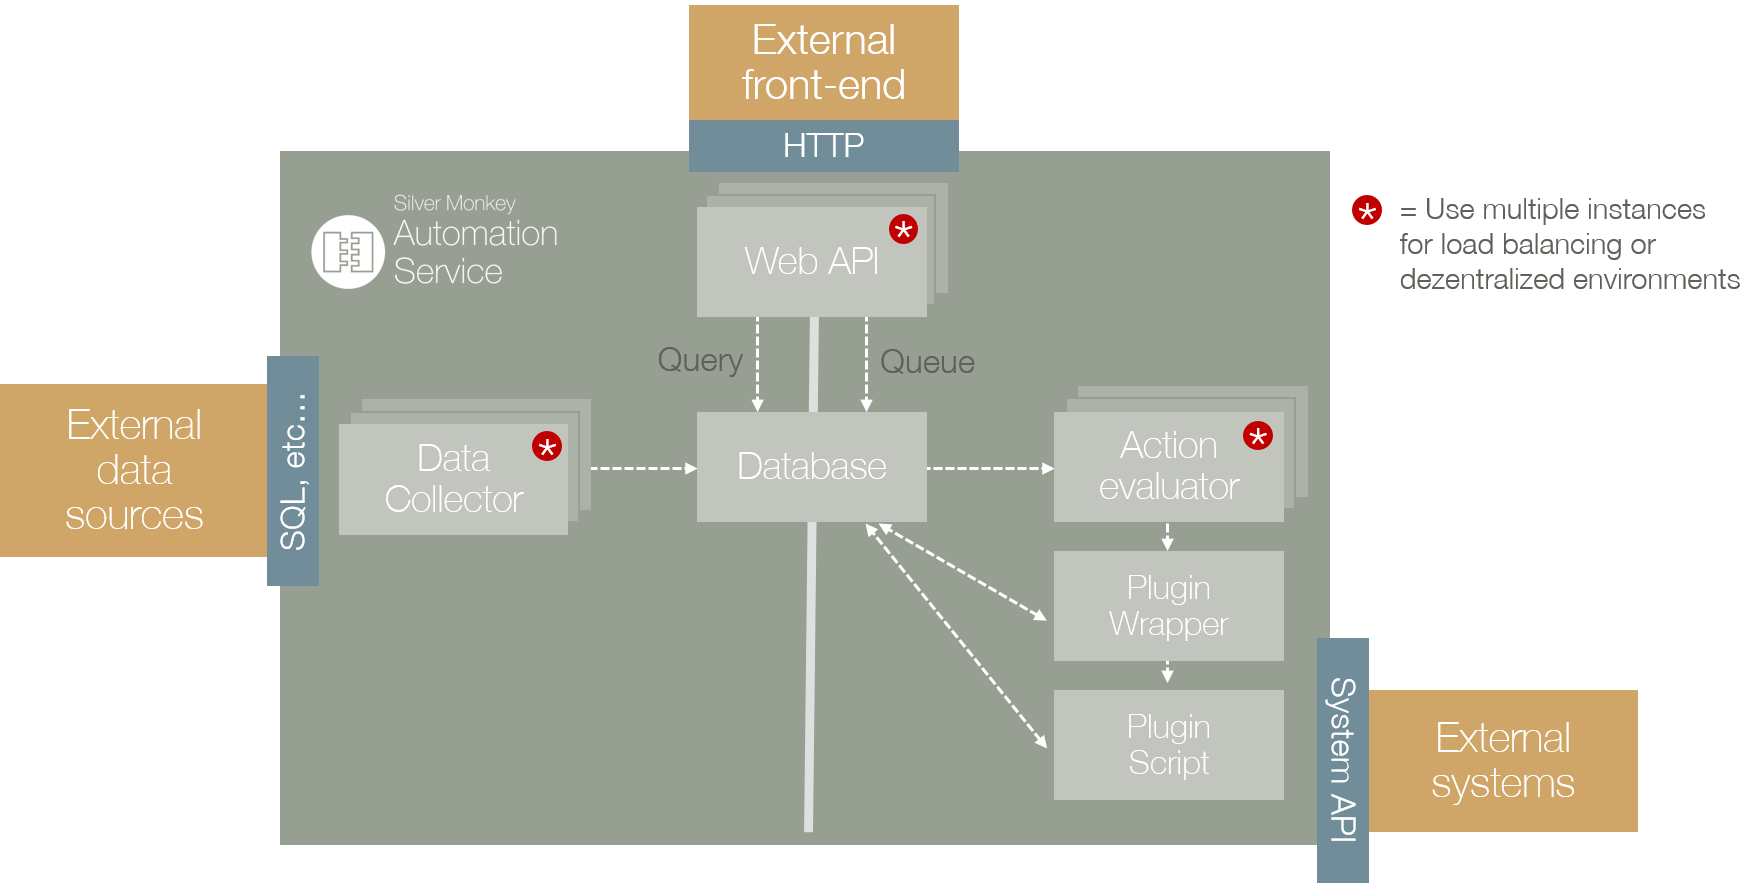 External
front-end
HTTP
Silver Monkey
Automation
Service
Web API
*
* = Use multiple instances
for load balancing or
dezentralized environments
Query
Queue
External
data
sources
SQL, etc...
Data
Collector
*
Database
Action
evaluator
*
Plugin
Wrapper
Plugin
Script
System API
External
systems